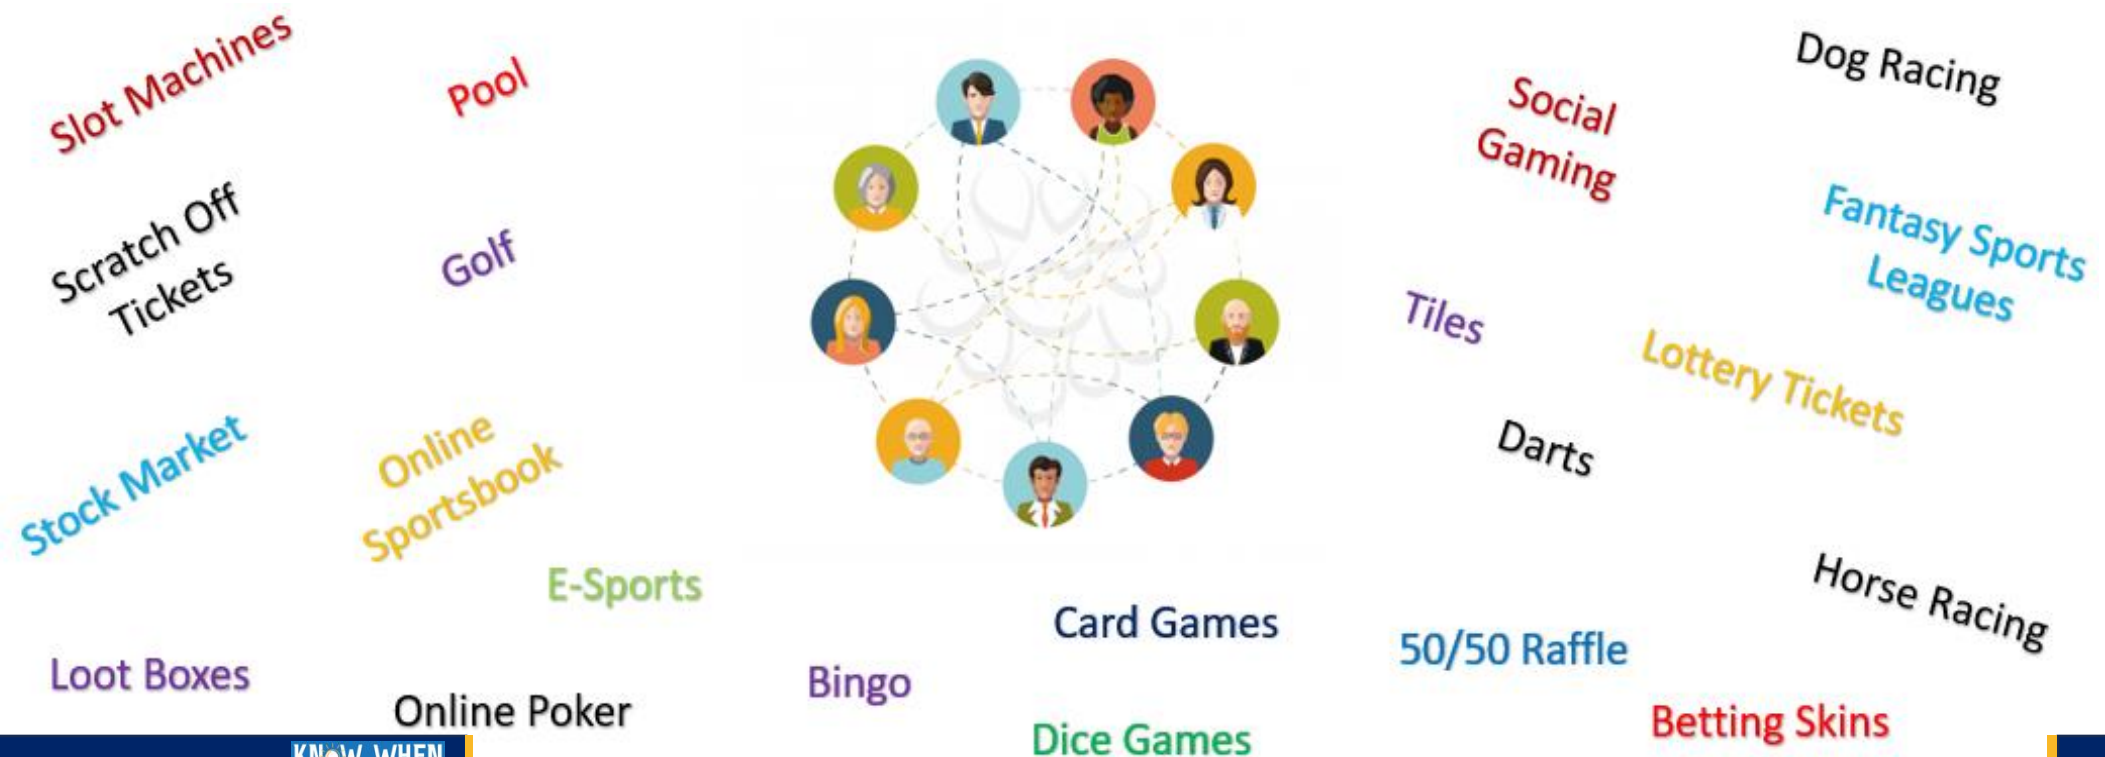 Slot Machines
Pool
Scratch Off
Tickets
Golf
Stock Market
Online
Sportsbook
E-Sports
Loot Boxes
Online Poker
Bingo
Card Games
Dice Games
Social
Gaming
Dog Racing
Fantasy Sports
Leagues
Tiles
Lottery Tickets
Darts
Horse Racing
50/50 Raffle
Betting Skins
KNOW WHEN